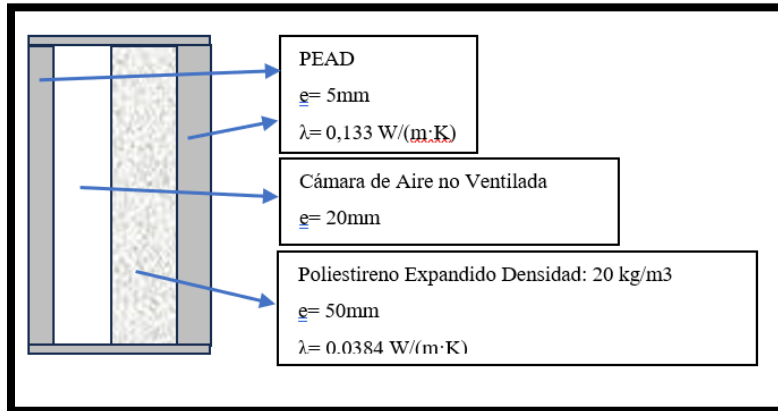 PEAD
e= 5mm
λ= 0,133 W/(m·K)
Cámara de Aire no Ventilada
e= 20mm
Poliestireno Expandido Densidad: 20 kg/m3
e= 50mm
λ= 0.0384 W/(m·K)